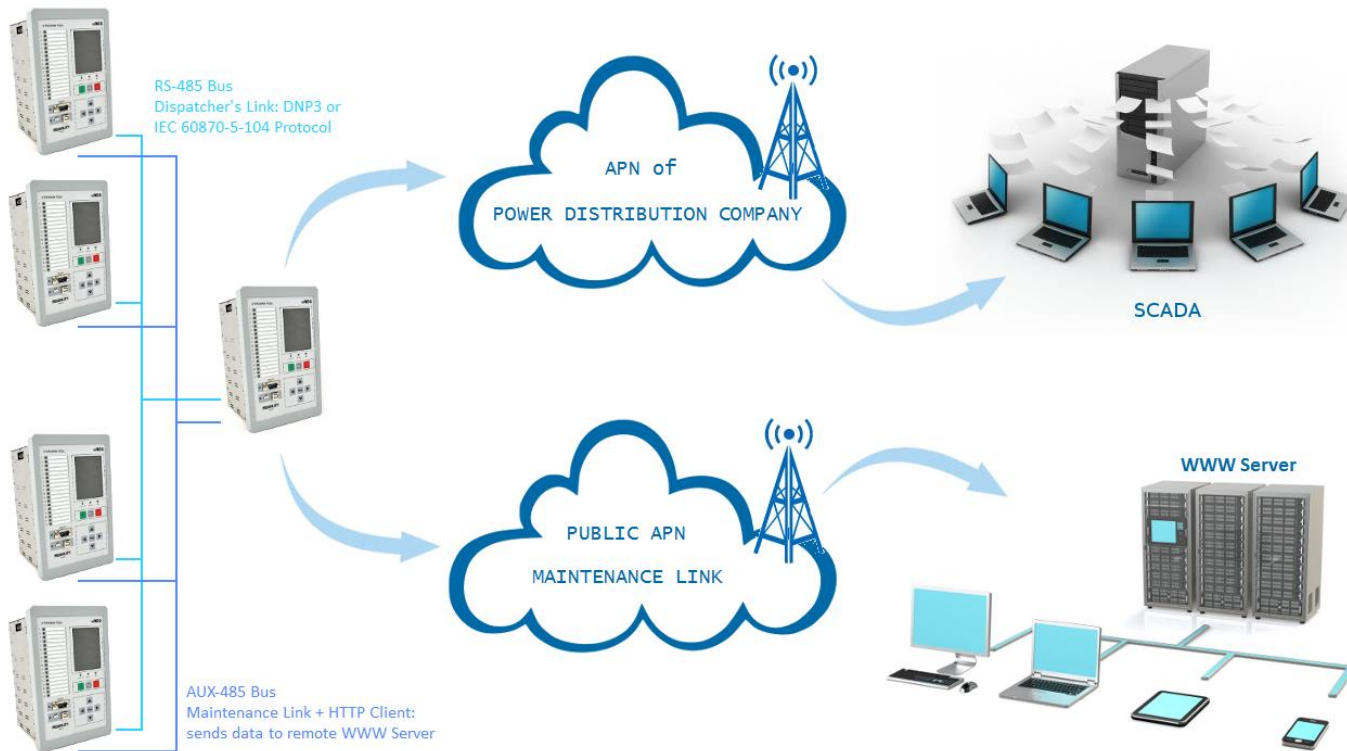 RS-485 Bus
Dispatcher's Link: DNP3 or
IEC 60870-5-104 Protocol
APN of
POWER DISTRIBUTION COMPANY
SCADA
PUBLIC APN
MAINTENANCE LINK
WWW Server
AUX-485 Bus
Maintenance Link + HTTP Client:
sends data to remote WWW Server